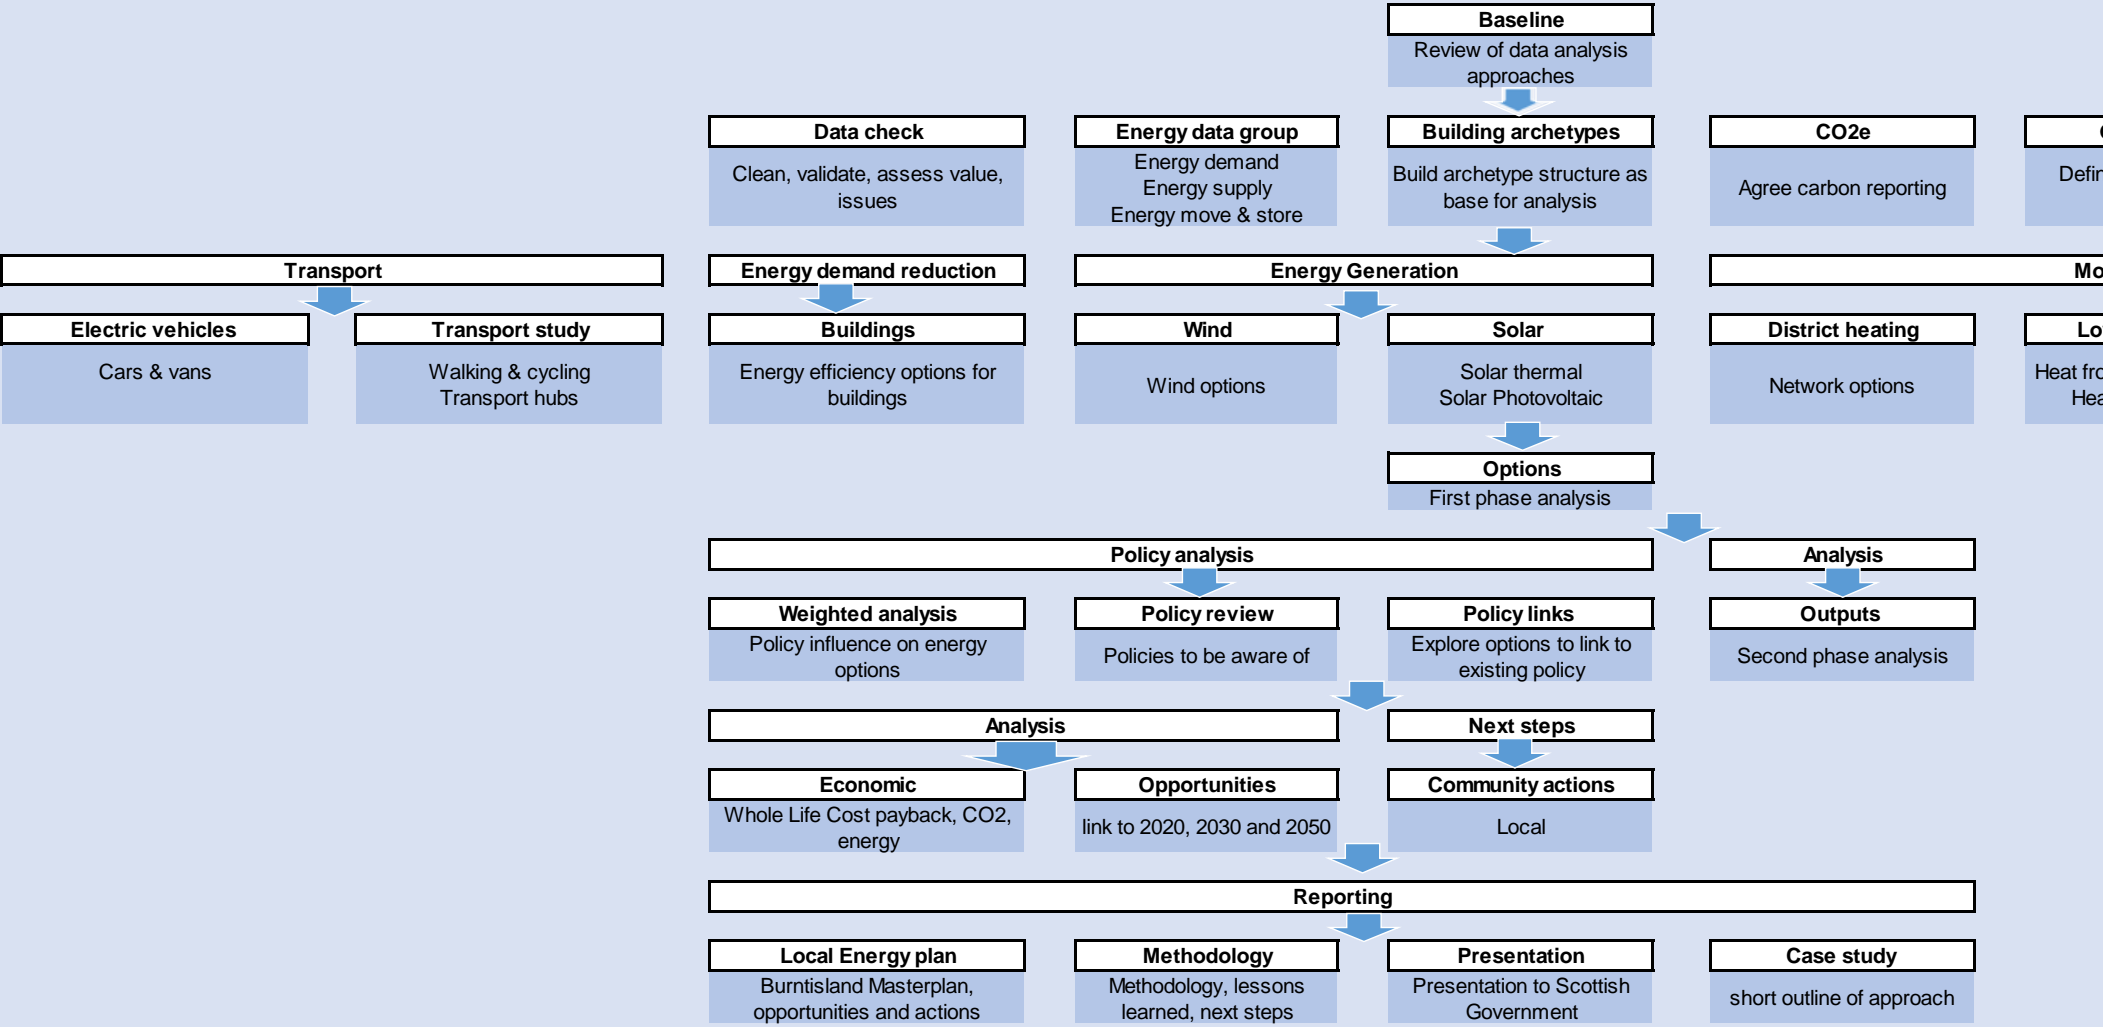 Baseline
Review of data analysis
approaches
Data check
Clean, validate, assess value,
issues
Energy data group
Energy demand
Energy supply
Energy move & store
Building archetypes
Build archetype structure as
base for analysis
CO2e
Agree carbon reporting
Transport
Energy demand reduction
Energy Generation
Electric vehicles
Cars & vans
Transport study
Walking & cycling
Transport hubs
Buildings
Energy efficiency options for
buildings
Wind
Wind options
Solar
Solar thermal
Solar Photovoltaic
District heating
Network options
Heat
Options
First phase analysis
Policy analysis
Analysis
Weighted analysis
Policy influence on energy
options
Policy review
Policies to be aware of
Policy links
Explore options to link to
existing policy
Outputs
Second phase analysis
Analysis
Next steps
Economic
Whole Life Cost payback, CO2,
energy
Opportunities
link to 2020, 2030 and 2050
Community actions
Local
Reporting
Local Energy plan
Burntisland Masterplan,
opportunities and actions
Methodology
Methodology, lessons
learned, next steps
Presentation
Presentation to Scottish
Government
Case study
short outline of approach